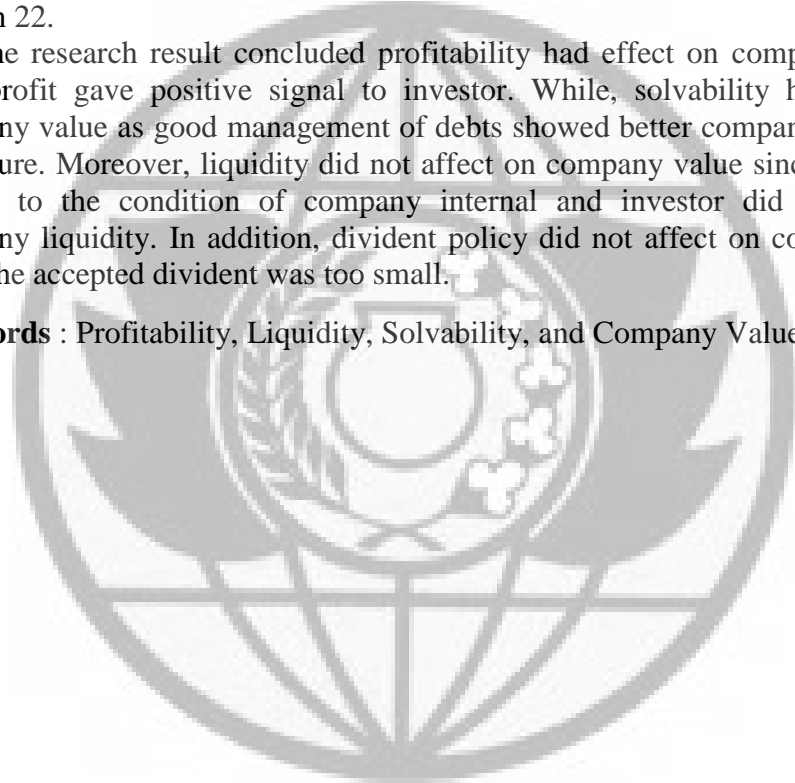 n 22.
ne research result concluded profitability had effect on comp
profit gave positive signal to investor. While, solvability h
ny value as good management of debts showed better compan
ure. Moreover, liquidity did not affect on company value sinc
to the condition of company internal and investor did
ny liquidity. In addition, divident policy did not affect on co
he accepted divident was too small.
ords : Profitability, Liquidity, Solvability, and Company Value